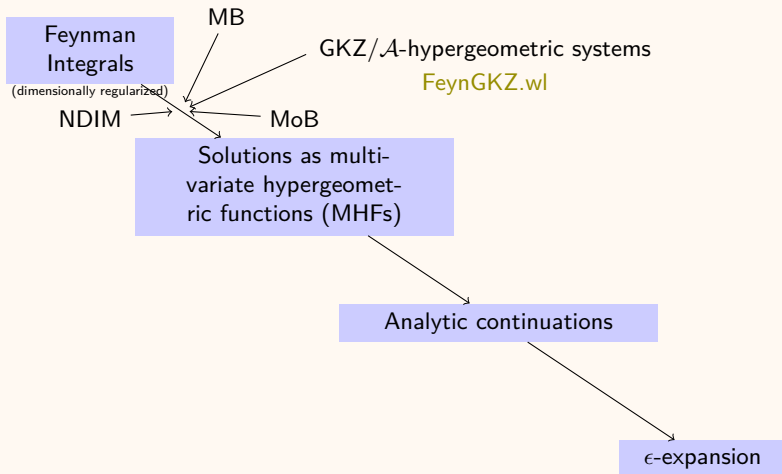 MB
Feynman
Integrals
(dimensionally regularized)
GKZ/𝒜-hypergeometric systems
FeynGKZ.wl
NDIM
MoB
Solutions as multi-
variate hypergeomet-
ric functions (MHFs)
Analytic continuations
ϵ-expansion